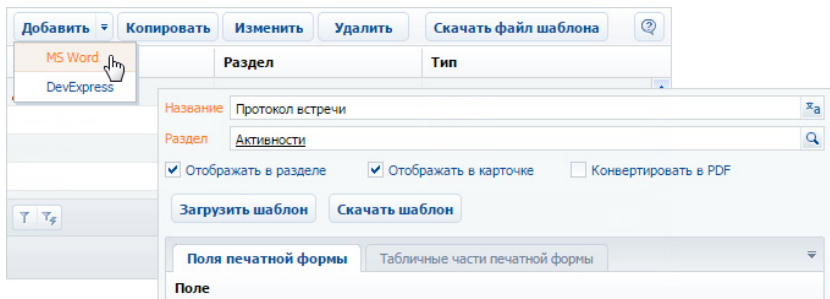 Добавить Копировать Изменить Удалить Скачать файл шаблона
MS Word Раздел Тип
DevExpress
Название Протокол встречи
Раздел Активности
Отображать в разделе Отображать в карточке Конвертировать в PDF
Загрузить шаблон Скачать шаблон
Поля печатной формы Табличные части печатной формы
Поле